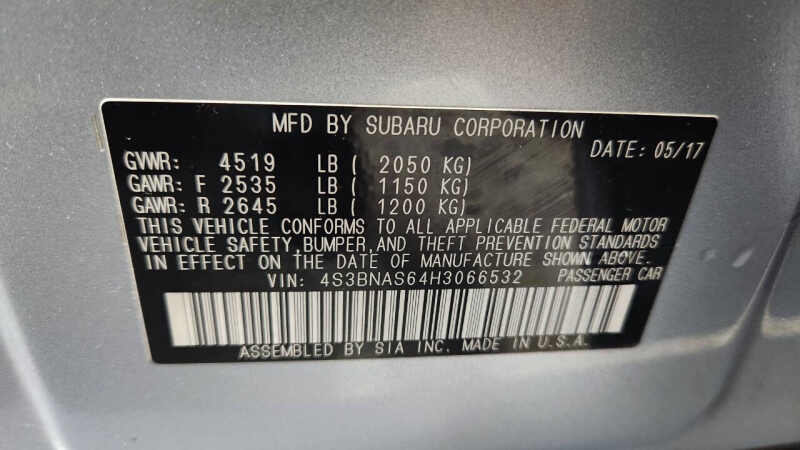 MFD BY SUBARU CORPORATION
DATE: 05/17
GVWR: 4519 LB ( 2050 KG)
GAWR: F 2535 LB ( 1150 KG)
GAWR: R 2645 LB ( 1200 KG)
THIS VEHICLE CONFORMS TO ALL APPLICABLE FEDERAL MOTOR
VEHICLE SAFETY, BUMPER, AND THEFT PREVENTION STANDARDS
IN EFFECT ON THE DATE OF MANUFACTURE SHOWN ABOVE.
VIN: 4S3BNAS64H3066532 PASSENGER CAR
ASSEMBLED BY SIA INC. MADE IN U.S.A.